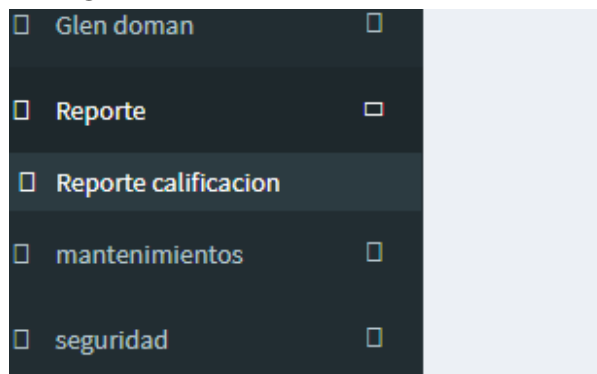 Glen doman
Reporte
Reporte calificacion
mantenimientos
seguridad